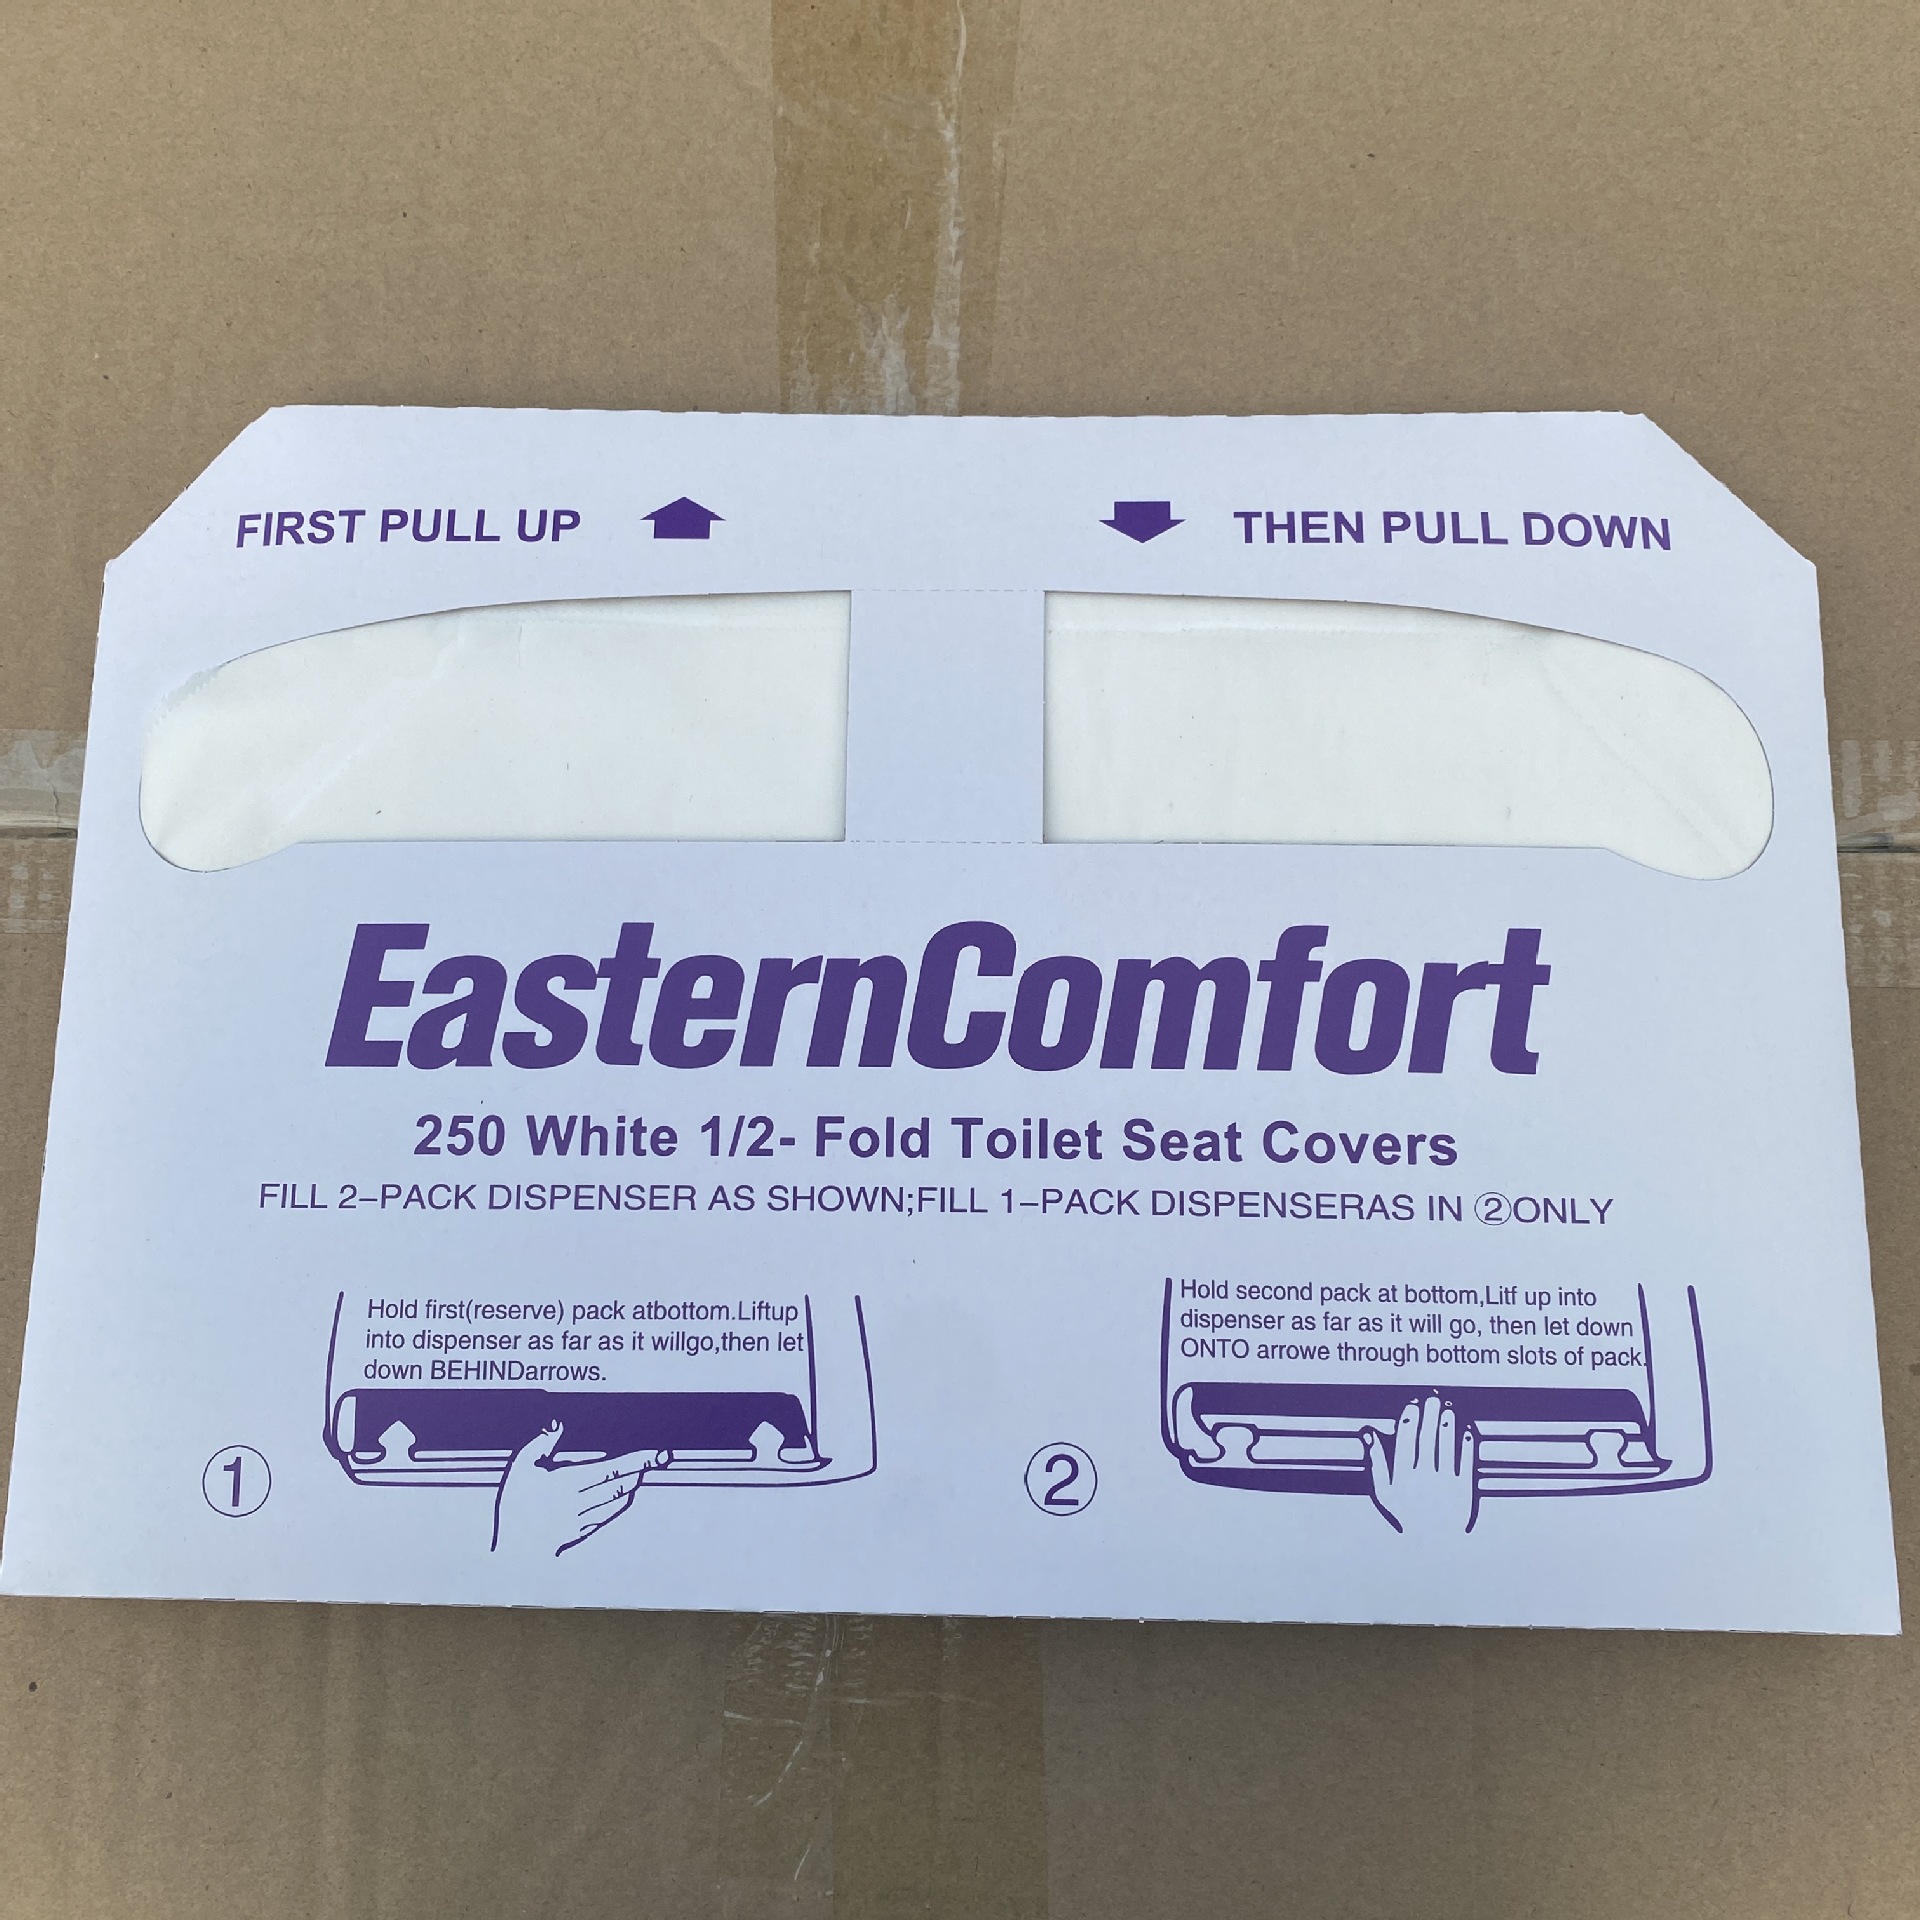 FIRST PULL UP
THEN PULL DOWN
EasternComfort
250 White 1/2- Fold Toilet Seat Covers
FILL 2–PACK DISPENSER AS SHOWN;FILL 1–PACK DISPENSERAS IN ②ONLY
Hold first(reserve) pack atbottom.Liftup
into dispenser as far as it willgo,then let
down BEHINDarrows.
①
Hold second pack at bottom,Litf up into
dispenser as far as it will go, then let down
ONTO arrowe through bottom slots of pack.
②